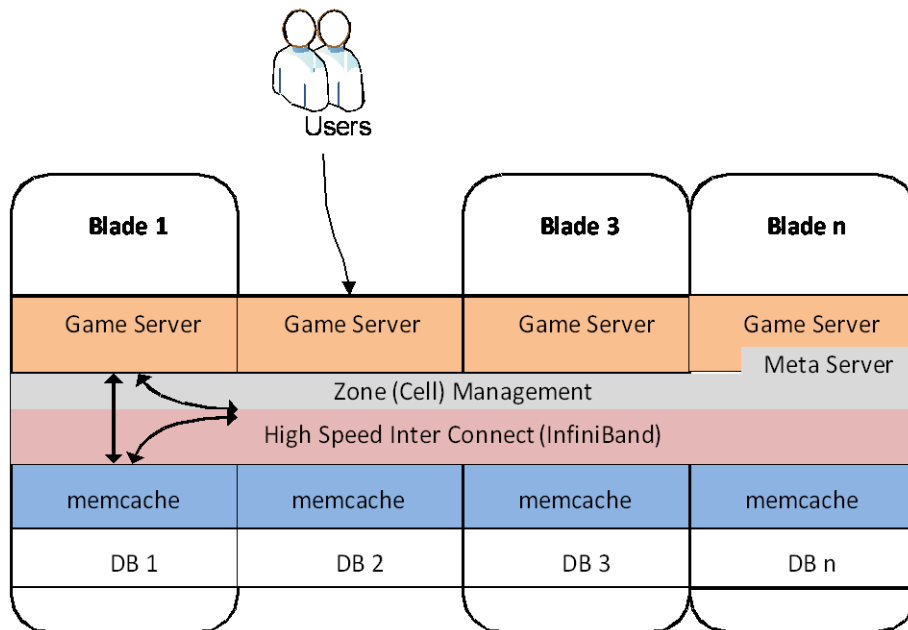 Users
Blade 1
Blade 3
Blade n
Game Server
Game Server
Game Server
Game Server
Meta Server
Zone (Cell) Management
High Speed Inter Connect (InfiniBand)
memcache
memcache
memcache
memcache
DB 1
DB 2
DB 3
DB n